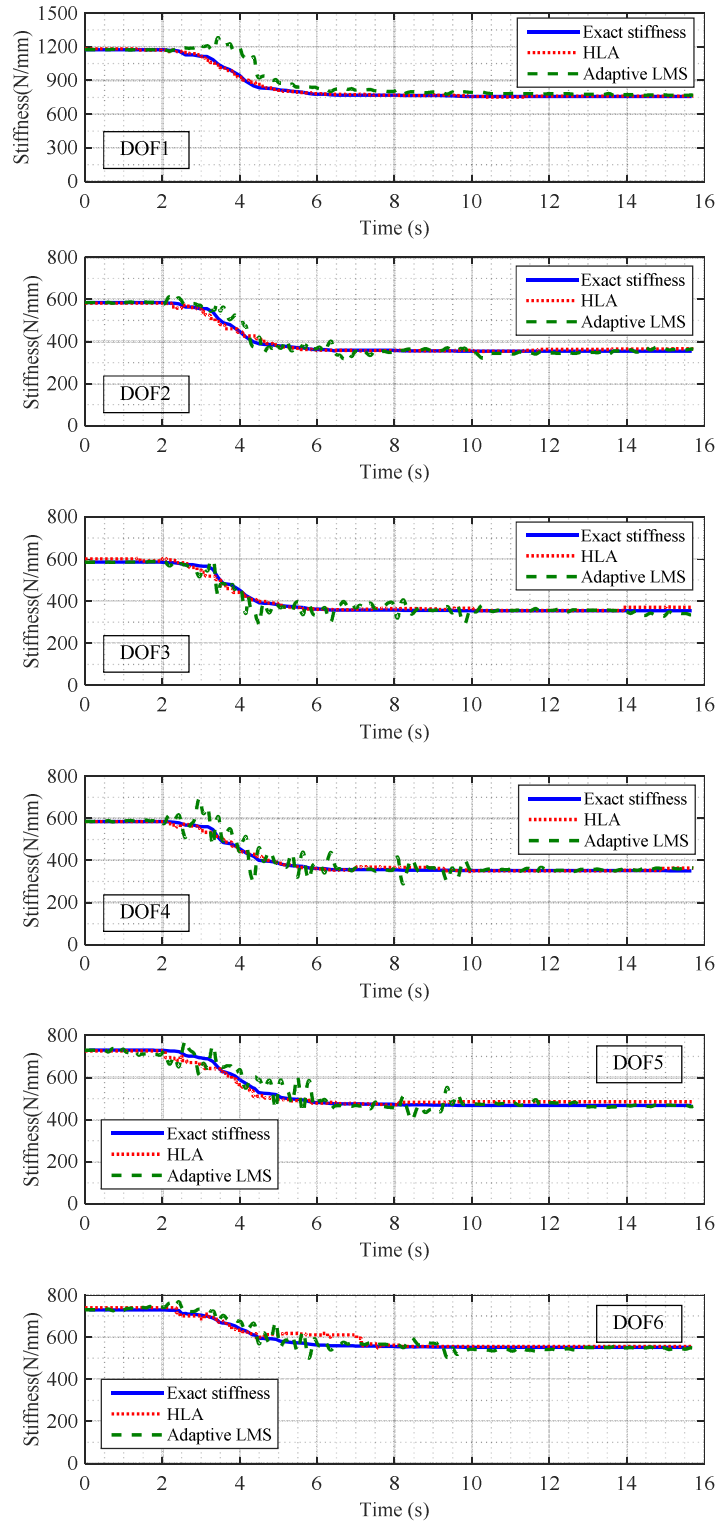 1500
1200
900
600
300
0
Stiffness(N/mm)
Exact stiffness
HLA
Adaptive LMS
DOF1
0 2 4 6 8 10 12 14 16
Time (s)
800
600
400
200
0
Stiffness(N/mm)
Exact stiffness
HLA
Adaptive LMS
DOF2
0 2 4 6 8 10 12 14 16
Time (s)
800
600
400
200
0
Stiffness(N/mm)
Exact stiffness
HLA
Adaptive LMS
DOF3
0 2 4 6 8 10 12 14 16
Time (s)
800
600
400
200
0
Stiffness(N/mm)
Exact stiffness
HLA
Adaptive LMS
DOF4
0 2 4 6 8 10 12 14 16
Time (s)
800
600
400
200
0
Stiffness(N/mm)
DOF5
Exact stiffness
HLA
Adaptive LMS
0 2 4 6 8 10 12 14 16
Time (s)
800
600
400
200
0
Stiffness(N/mm)
DOF6
Exact stiffness
HLA
Adaptive LMS
0 2 4 6 8 10 12 14 16
Time (s)